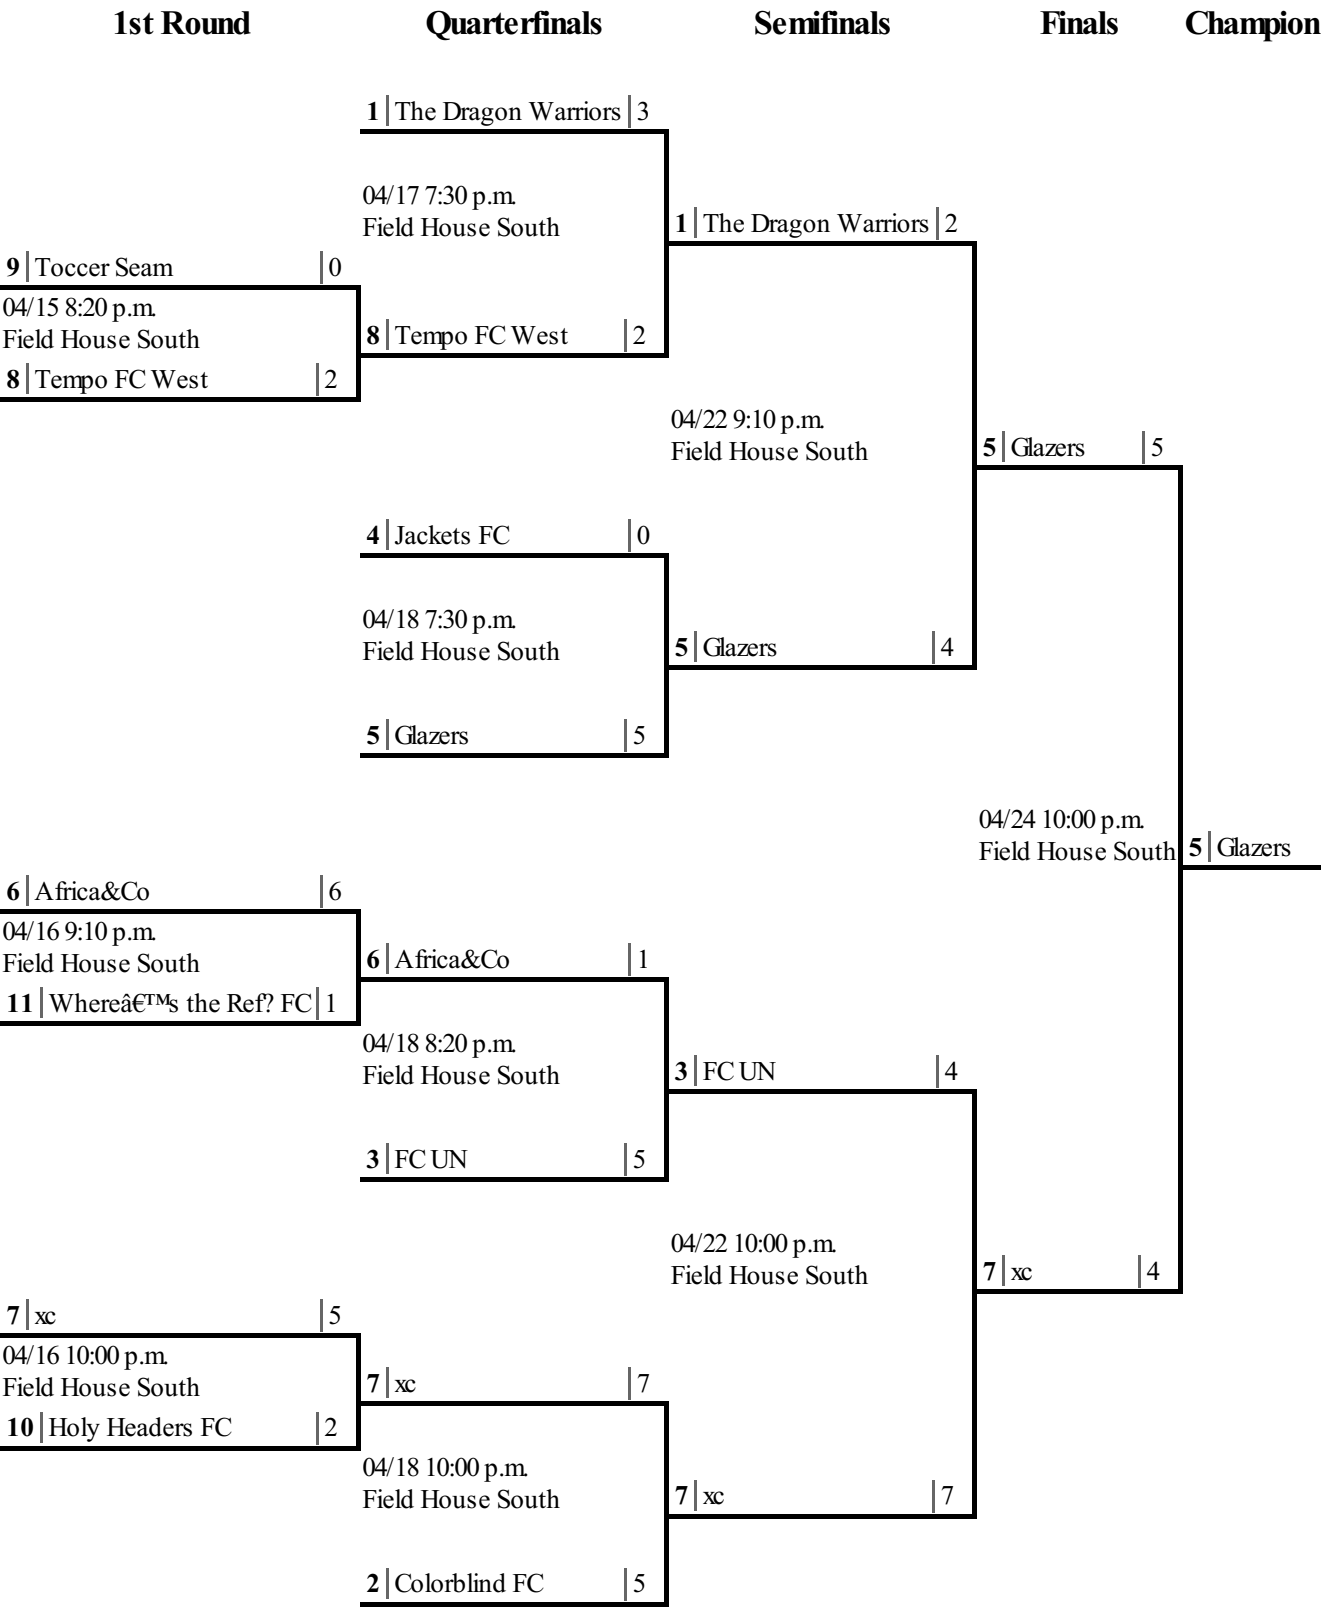 1st Round Quarterfinals Semifinals Finals Champion
1 The Dragon Warriors 3
04/17 7:30 p.m.
Field House South
1 The Dragon Warriors 2
9 Toccer Seam 0
04/15 8:20 p.m.
Field House South
8 Tempo FC West 2
8 Tempo FC West 2
04/22 9:10 p.m.
Field House South
5 Glazers 5
4 Jackets FC 0
04/18 7:30 p.m.
Field House South
5 Glazers 4
5 Glazers 5
04/24 10:00 p.m.
Field House South
5 Glazers
6 Africa&Co 6
04/16 9:10 p.m.
Field House South
11 Whereâ€™s the Ref? FC 1
6 Africa&Co 1
04/18 8:20 p.m.
Field House South
3 FC UN 4
3 FC UN 5
04/22 10:00 p.m.
Field House South
7 xc 4
7 xc 5
04/16 10:00 p.m.
Field House South
10 Holy Headers FC 2
7 xc 7
04/18 10:00 p.m.
Field House South
7 xc 7
2 Colorblind FC 5